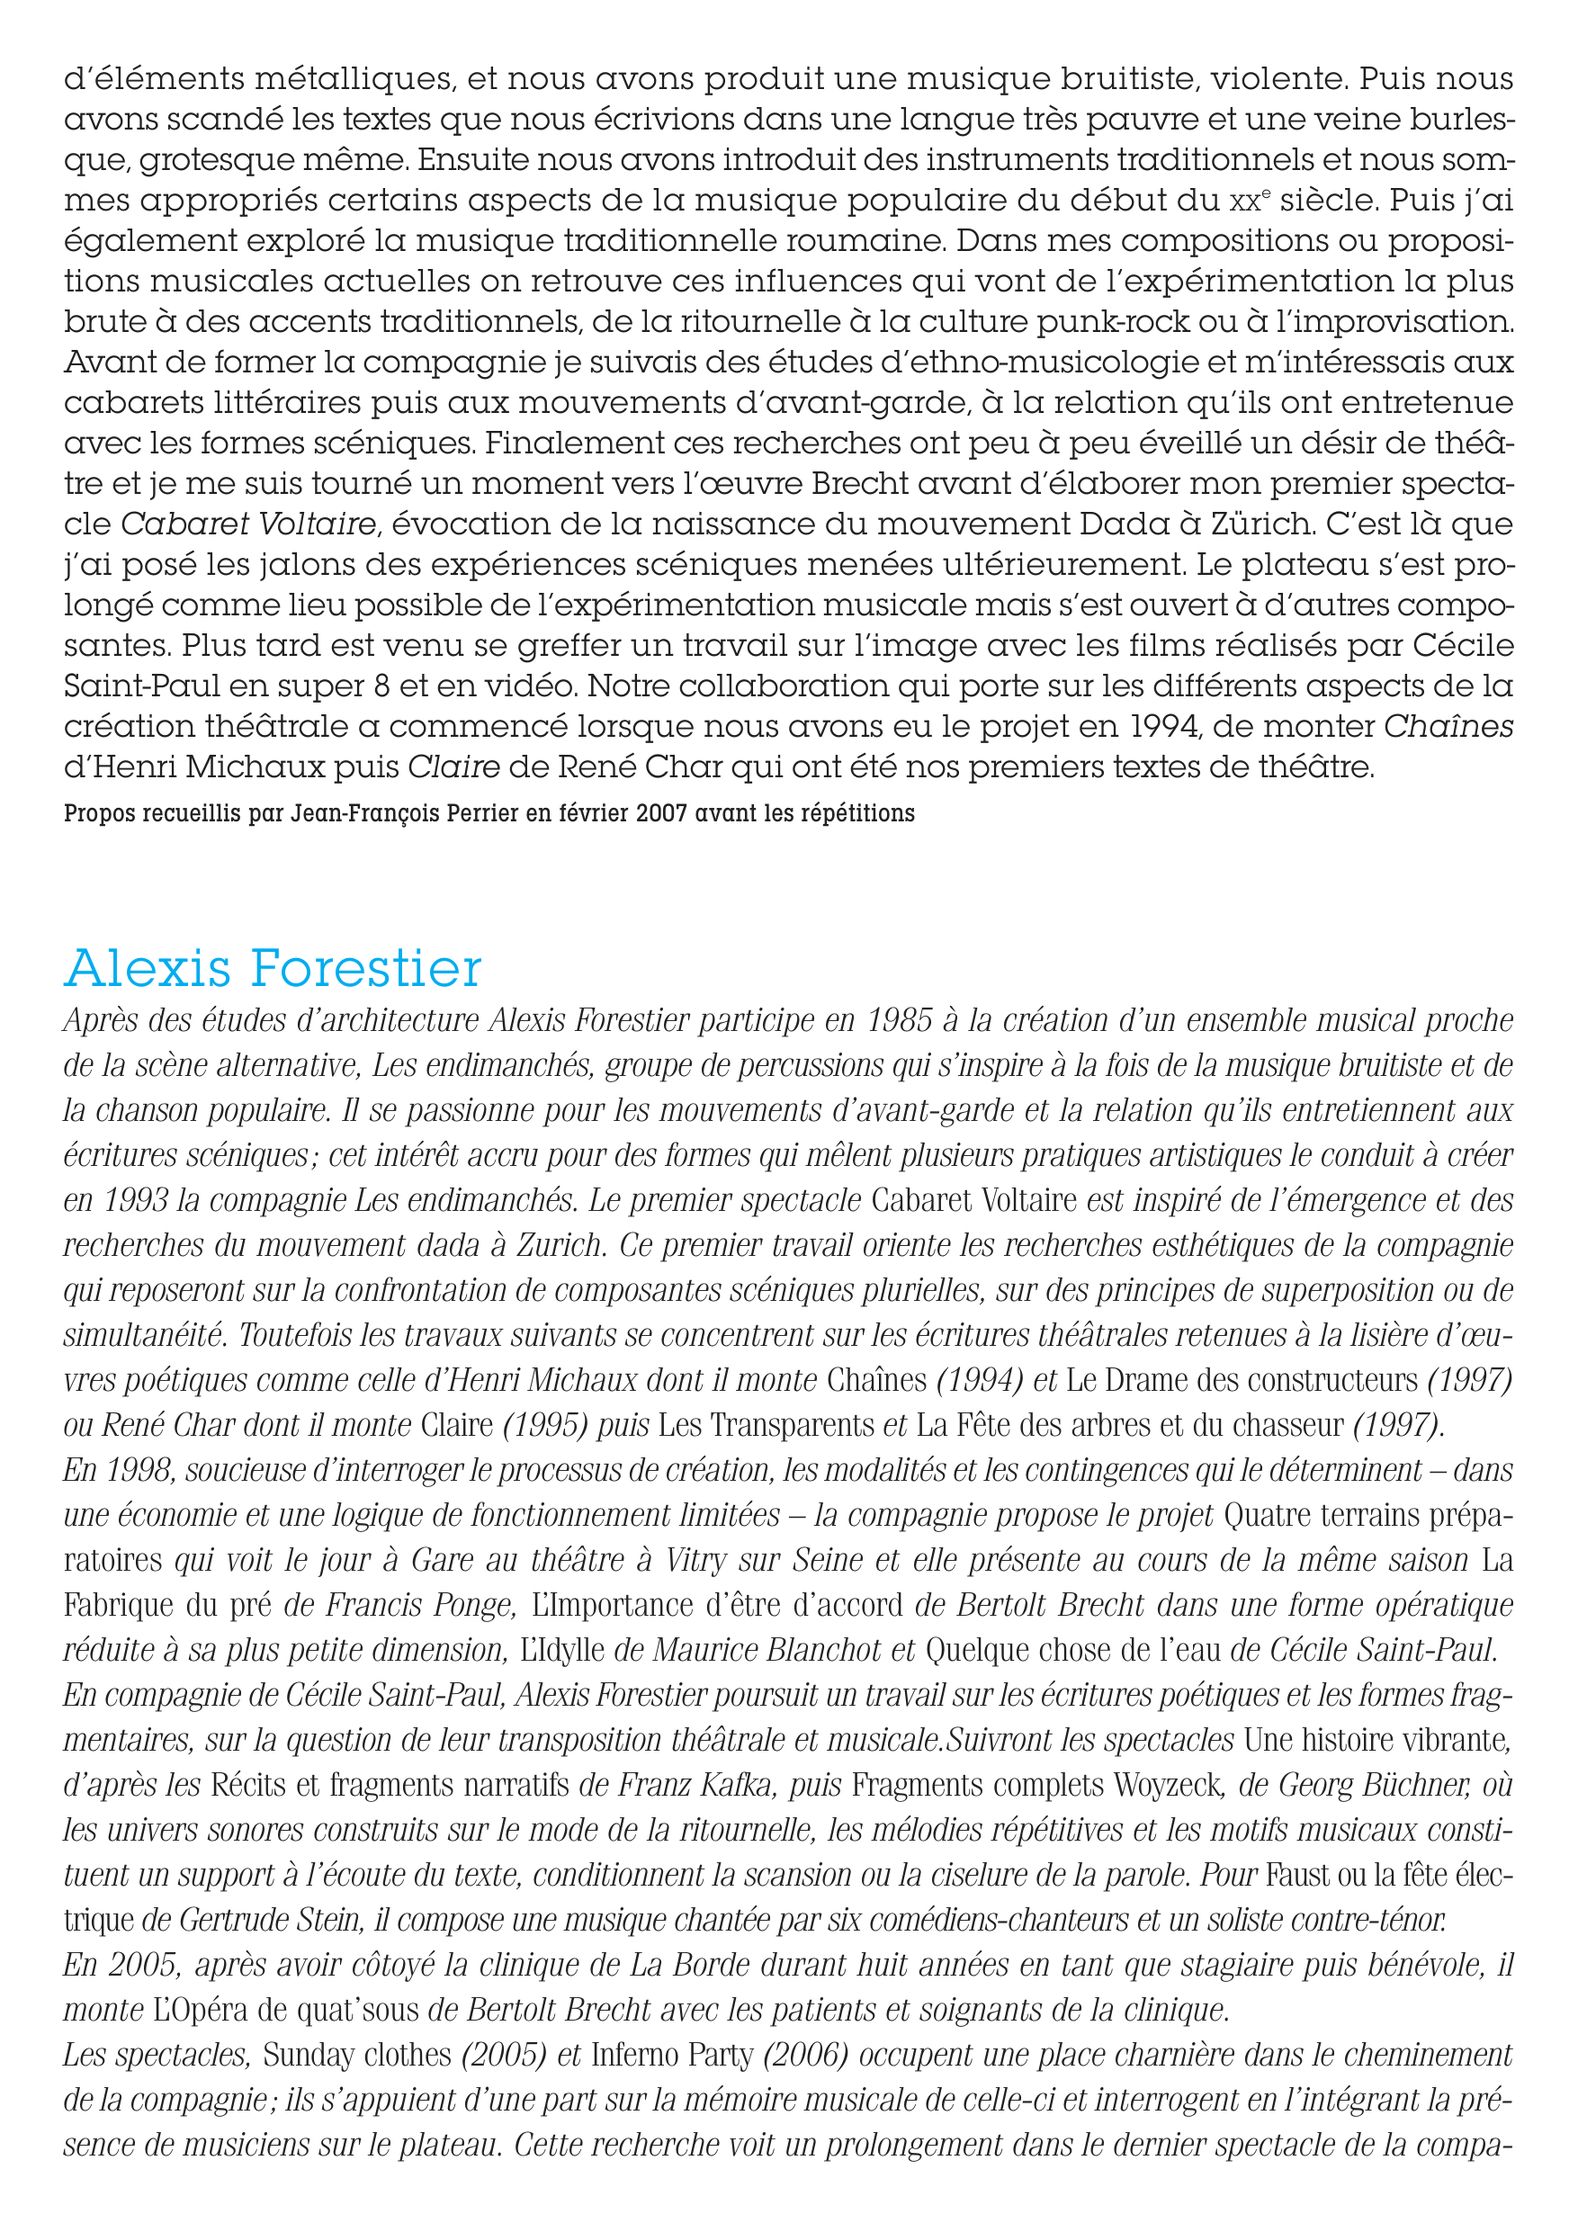 d'éléments métalliques, et nous avons produit une musique bruitiste, violente. Puis nous
avons scandé les textes que nous écrivions dans une langue très pauvre et une veine burles-
que, grotesque même. Ensuite nous avons introduit des instruments traditionnels et nous som-
mes appropriés certains aspects de la musique populaire du début du XXe siècle. Puis j'ai
également exploré la musique traditionnelle roumaine. Dans mes compositions ou proposi-
tions musicales actuelles on retrouve ces influences qui vont de l'expérimentation la plus
brute à des accents traditionnels, de la ritournelle à la culture punk-rock ou à l'improvisation.
Avant de former la compagnie je suivais des études d'ethno-musicologie et m'intéressais aux
cabarets littéraires puis aux mouvements d'avant-garde, à la relation qu'ils ont entretenue
avec les formes scéniques. Finalement ces recherches ont peu à peu éveillé un désir de théâ-
tre et je me suis tourné un moment vers l'œuvre Brecht avant d'élaborer mon premier specta-
cle Cabaret Voltaire, évocation de la naissance du mouvement Dada à Zürich. C'est là que
j'ai posé les jalons des expériences scéniques menées ultérieurement. Le plateau s'est pro-
longé comme lieu possible de l'expérimentation musicale mais s'est ouvert à d'autres compo-
santes. Plus tard est venu se greffer un travail sur l'image avec les films réalisés par Cécile
Saint-Paul en super 8 et en vidéo. Notre collaboration qui porte sur les différents aspects de la
création théâtrale a commencé lorsque nous avons eu le projet en 1994, de monter Chaînes
d'Henri Michaux puis Claire de René Char qui ont été nos premiers textes de théâtre.
Propos recueillis par Jean-François Perrier en février 2007 avant les répétitions
Alexis Forestier
Après des études d'architecture Alexis Forestier participe en 1985 à la création d'un ensemble musical proche
de la scène alternative, Les endimanchés, groupe de percussions qui s'inspire à la fois de la musique bruitiste et de
la chanson populaire. Il se passionne pour les mouvements d'avant-garde et la relation qu'ils entretiennent aux
écritures scéniques ; cet intérêt accru pour des formes qui mêlent plusieurs pratiques artistiques le conduit à créer
en 1993 la compagnie Les endimanchés. Le premier spectacle Cabaret Voltaire est inspiré de l'émergence et des
recherches du mouvement dada à Zurich. Ce premier travail oriente les recherches esthétiques de la compagnie
qui reposeront sur la confrontation de composantes scéniques plurielles, sur des principes de superposition ou de
simultanéité. Toutefois les travaux suivants se concentrent sur les écritures théâtrales retenues à la lisière d'œu-
vres poétiques comme celle d'Henri Michaux dont il monte Chaînes (1994) et Le Drame des constructeurs (1997)
ou René Char dont il monte Claire (1995) puis Les Transparents et La Fête des arbres et du chasseur (1997).
En 1998, soucieuse d'interroger le processus de création, les modalités et les contingences qui le déterminent – dans
une économie et une logique de fonctionnement limitées – la compagnie propose le projet Quatre terrains prépa-
ratoires qui voit le jour à Gare au théâtre à Vitry sur Seine et elle présente au cours de la même saison La
Fabrique du pré de Francis Ponge, L'Importance d'être d'accord de Bertolt Brecht dans une forme opératique
réduite à sa plus petite dimension, L'Idylle de Maurice Blanchot et Quelque chose de l'eau de Cécile Saint-Paul.
En compagnie de Cécile Saint-Paul, Alexis Forestier poursuit un travail sur les écritures poétiques et les formes frag-
mentaires, sur la question de leur transposition théâtrale et musicale.Suivront les spectacles Une histoire vibrante,
d'après les Récits et fragments narratifs de Franz Kafka, puis Fragments complets Woyzeck, de Georg Büchner, où
les univers sonores construits sur le mode de la ritournelle, les mélodies répétitives et les motifs musicaux consti-
tuent un support à l'écoute du texte, conditionnent la scansion ou la ciselure de la parole. Pour Faust ou la fête élec-
trique de Gertrude Stein, il compose une musique chantée par six comédiens-chanteurs et un soliste contre-ténor.
En 2005, après avoir côtoyé la clinique de La Borde durant huit années en tant que stagiaire puis bénévole, il
monte L'Opéra de quat'sous de Bertolt Brecht avec les patients et soignants de la clinique.
Les spectacles, Sunday clothes (2005) et Inferno Party (2006) occupent une place charnière dans le cheminement
de la compagnie ; ils s'appuient d'une part sur la mémoire musicale de celle-ci et interrogent en l'intégrant la pré-
sence de musiciens sur le plateau. Cette recherche voit un prolongement dans le dernier spectacle de la compa-